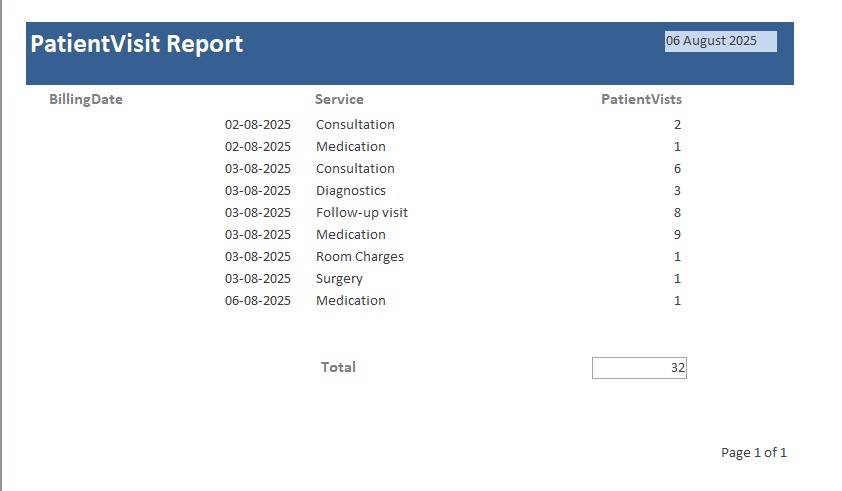 PatientVisit Report 06 August 2025
BillingDate Service PatientVists
02-08-2025 Consultation 2
02-08-2025 Medication 1
03-08-2025 Consultation 6
03-08-2025 Diagnostics 3
03-08-2025 Follow-up visit 8
03-08-2025 Medication 9
03-08-2025 Room Charges 1
03-08-2025 Surgery 1
06-08-2025 Medication 1
Total 32
Page 1 of 1